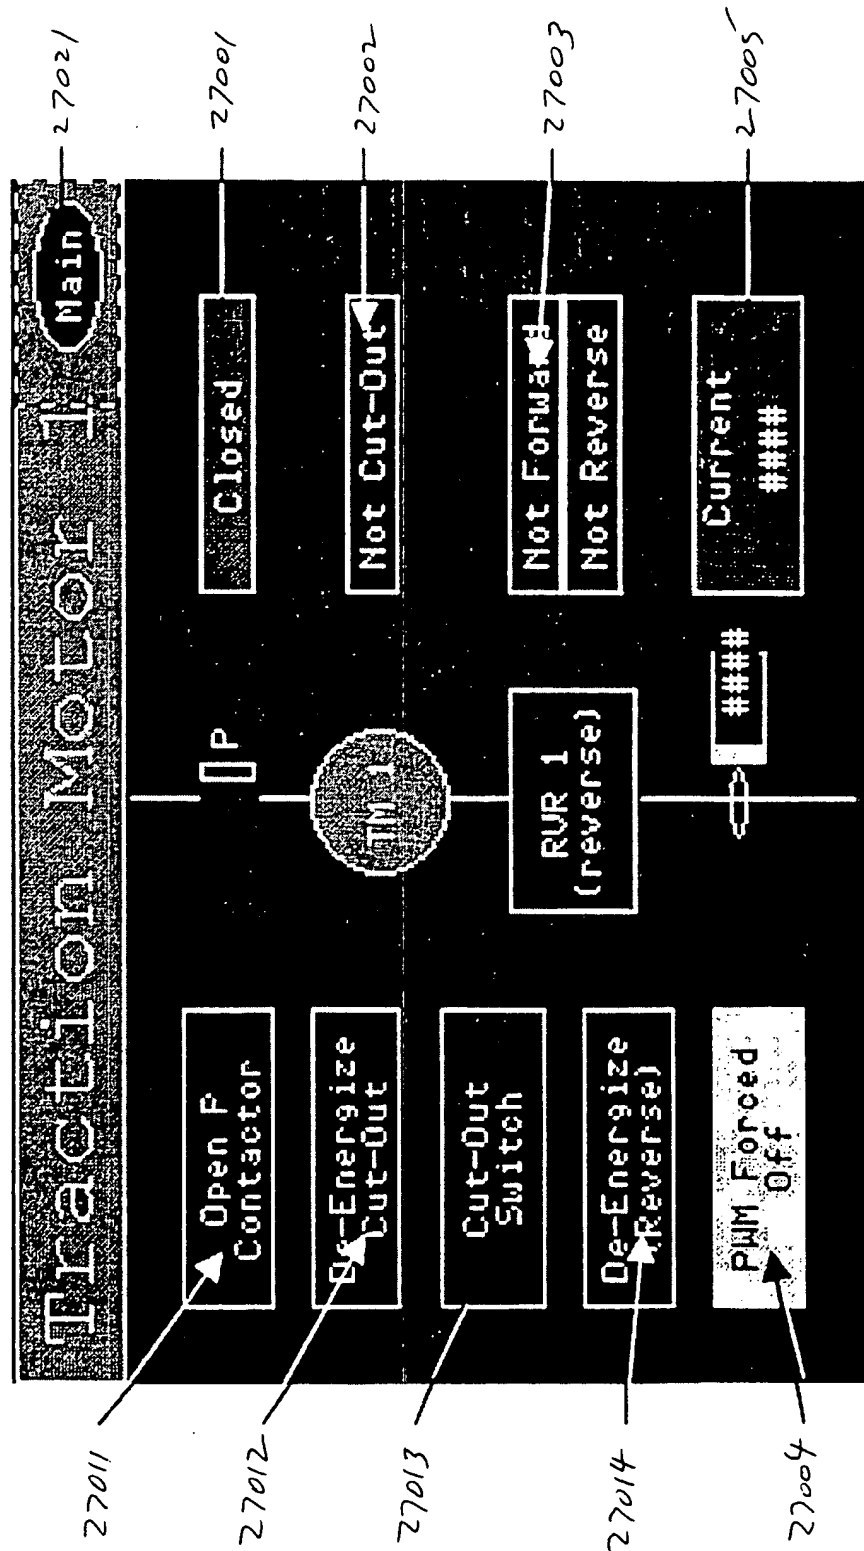 Traction Motor 1
Main
27021
27011
Open P
Contactor
P
Closed
27001
27012
De-Energize
Cut-Out
TM 1
Not Cut-Out
27002
27013
Cut-Out
Switch
27014
De-Energize
(Reverse)
RVR 1
(reverse)
Not Forward
Not Reverse
27003
27004
PWM Forced
Off
####
Current
####
27005